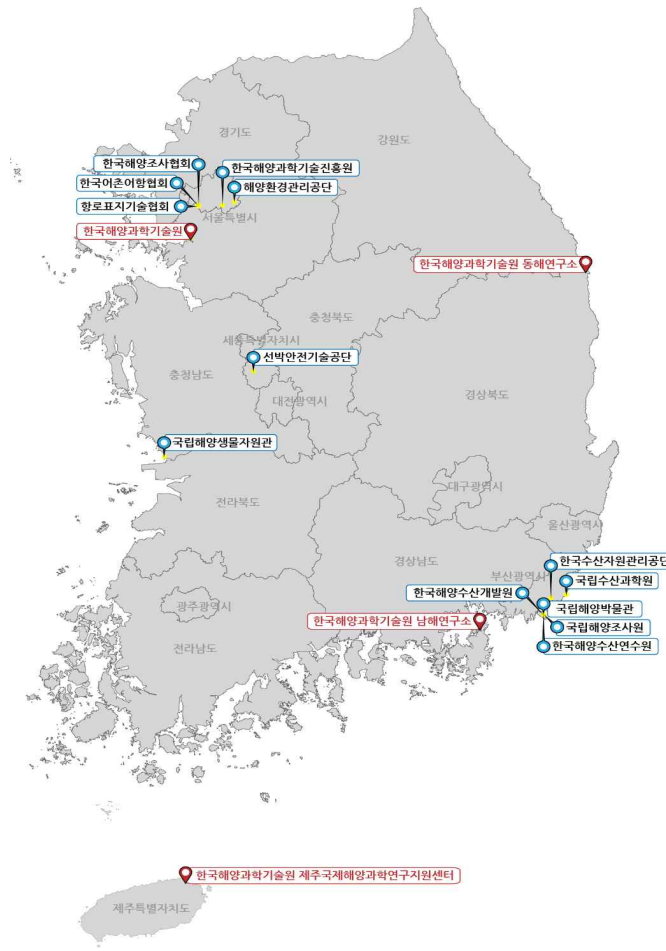 경기도
강원도
한국해양조사협회
한국해양과학기술진흥원
한국어촌어항협회
해양환경관리공단
항로표지기술협회
서울특별시
한국해양과학기술원
한국해양과학기술원 동해연구소
충청북도
세종특별자치시
선박안전기술공단
충청남도
경상북도
대전광역시
국립해양생물자원관
대구광역시
전라북도
울산광역시
경상남도
한국수산자원관리공단
부산광역시
국립수산과학원
한국해양수산개발원
광주광역시
국립해양박물관
한국해양과학기술원 남해연구소
국립해양조사원
전라남도
한국해양수산연수원
한국해양과학기술원 제주국제해양과학연구지원센터
제주특별자치도